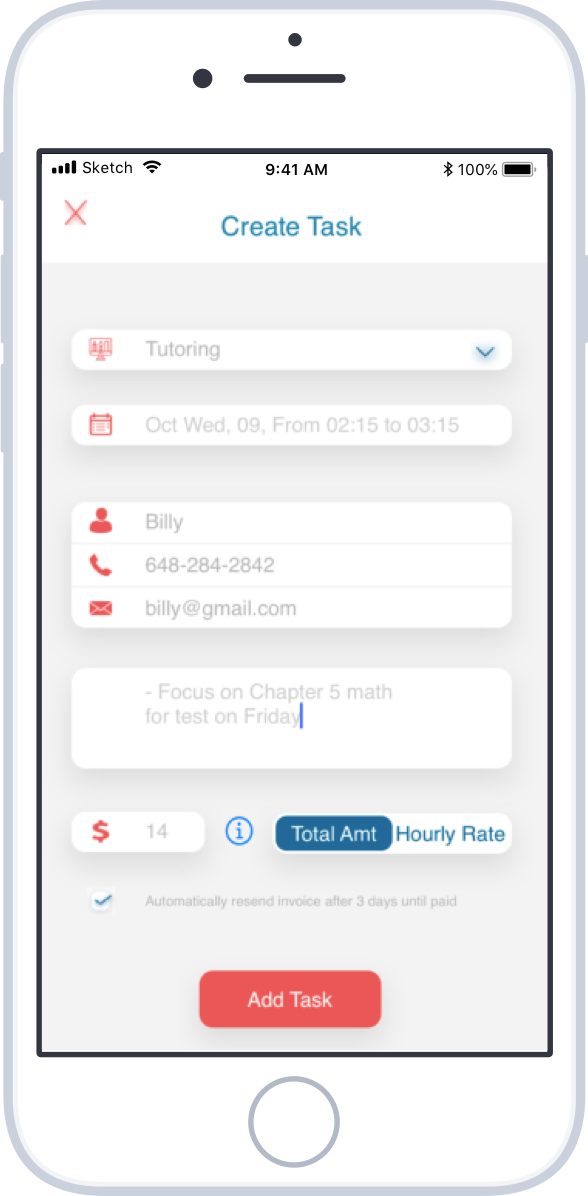 Sketch 9:41 AM 100%
Create Task
Tutoring
Oct Wed, 09, From 02:15 to 03:15
Billy
648-284-2842
billy@gmail.com
- Focus on Chapter 5 math
for test on Friday
$ 14 i Total Amt Hourly Rate
Automatically resend invoice after 3 days until paid
Add Task